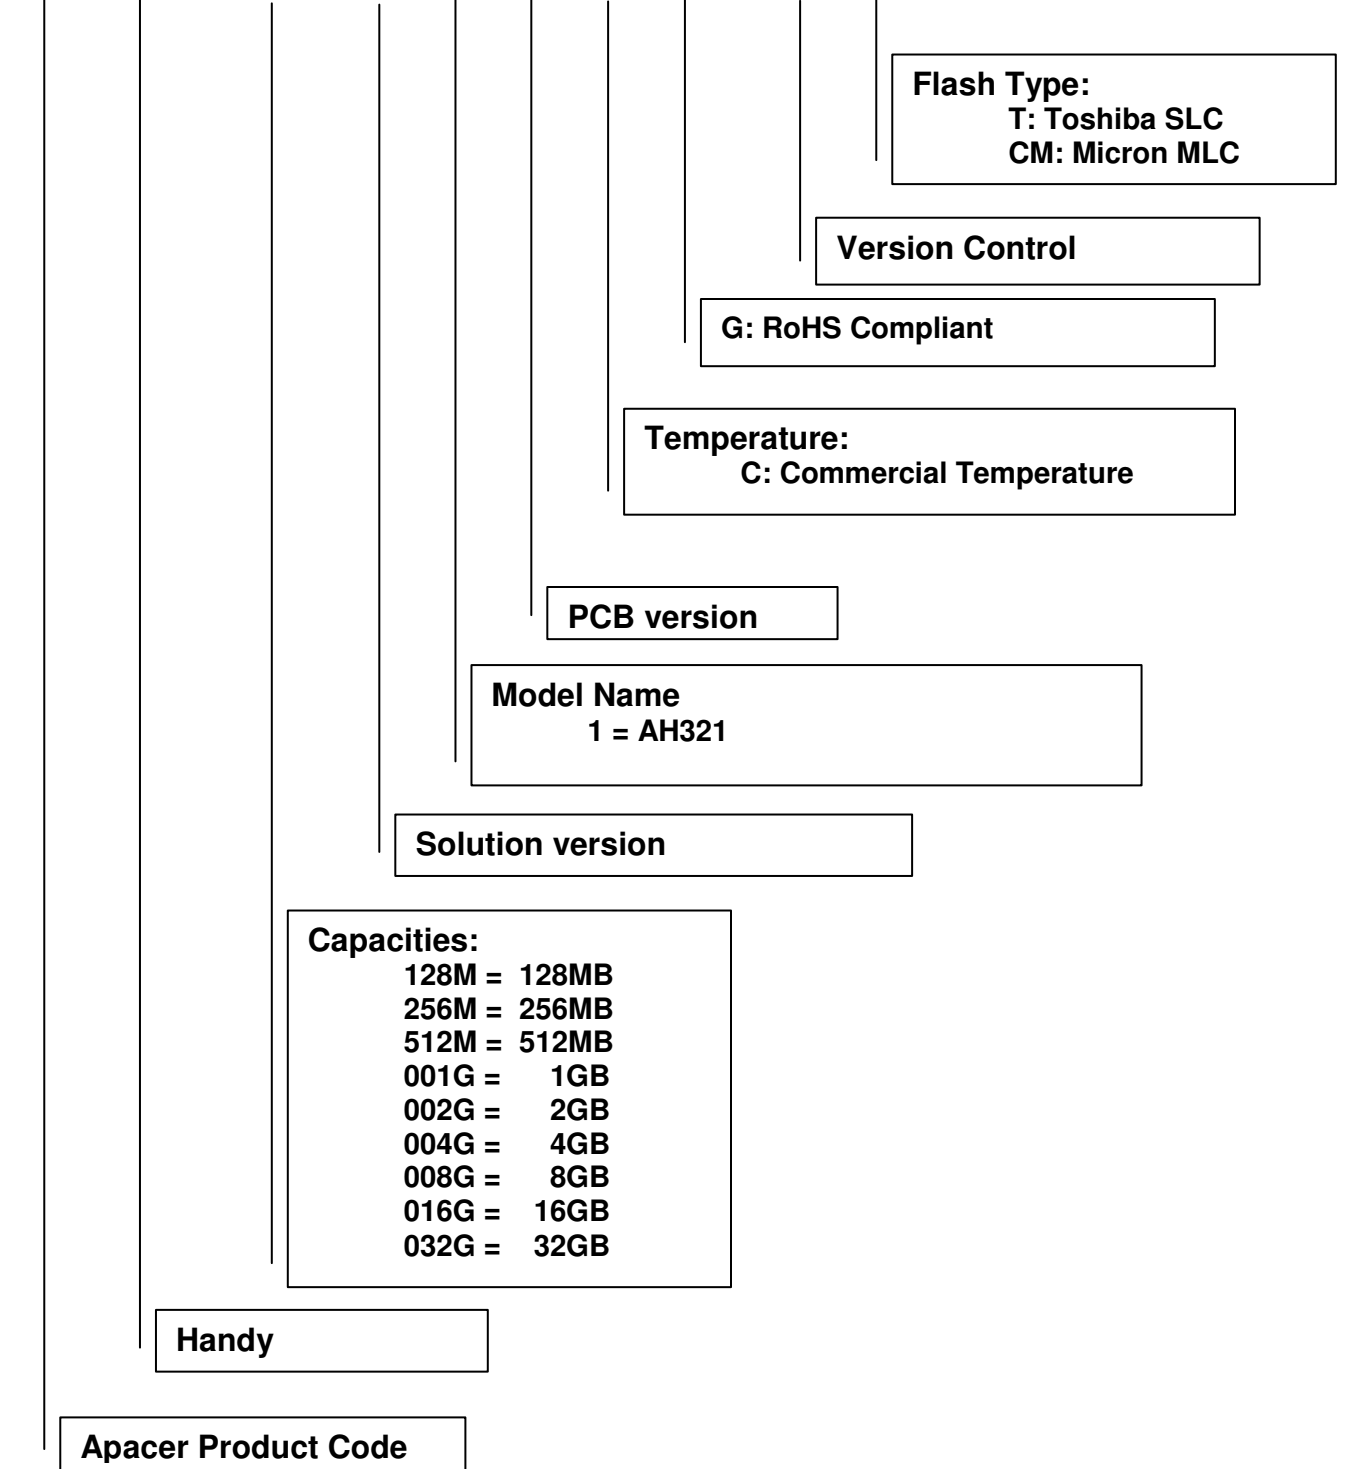 Flash Type:
T: Toshiba SLC
CM: Micron MLC
Version Control
G: RoHS Compliant
Temperature:
C: Commercial Temperature
PCB version
Model Name
1 = AH321
Solution version
Capacities:
128M = 128MB
256M = 256MB
512M = 512MB
001G = 1GB
002G = 2GB
004G = 4GB
008G = 8GB
016G = 16GB
032G = 32GB
Handy
Apacer Product Code